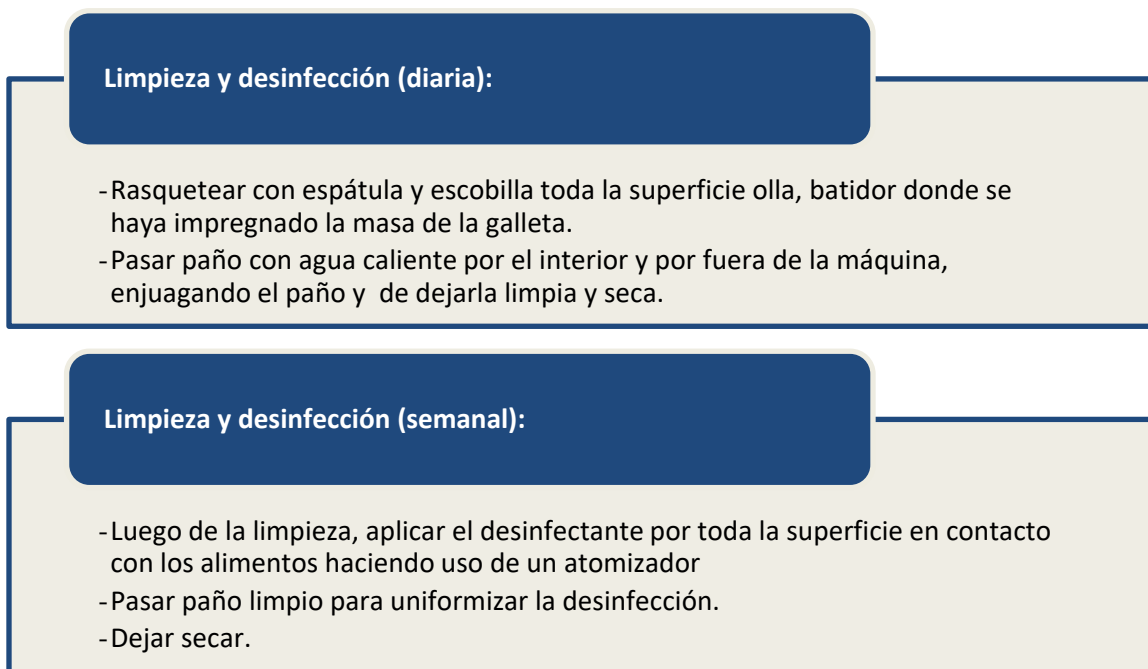 Limpieza y desinfección (diaria):
-Rasquetear con espátula y escobilla toda la superficie olla, batidor donde se
haya impregnado la masa de la galleta.
-Pasar paño con agua caliente por el interior y por fuera de la máquina,
enjuagando el paño y  de dejarla limpia y seca.
Limpieza y desinfección (semanal):
-Luego de la limpieza, aplicar el desinfectante por toda la superficie en contacto
con los alimentos haciendo uso de un atomizador
-Pasar paño limpio para uniformizar la desinfección.
-Dejar secar.